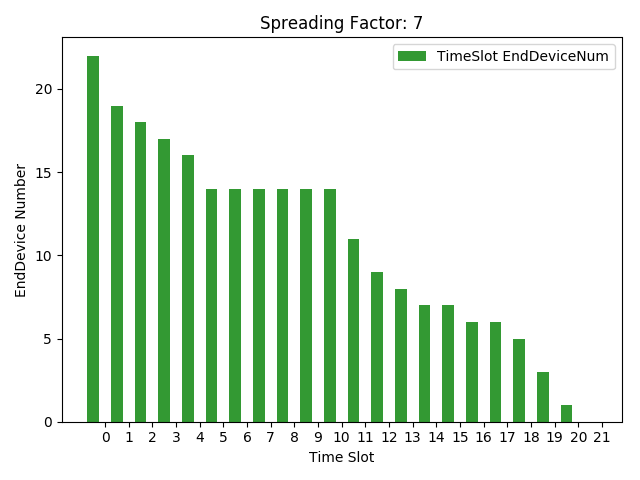 Spreading Factor: 7
TimeSlot EndDeviceNum
EndDevice Number
20
15
10
5
0
0 1 2 3 4 5 6 7 8 9 10 11 12 13 14 15 16 17 18 19 20 21
Time Slot